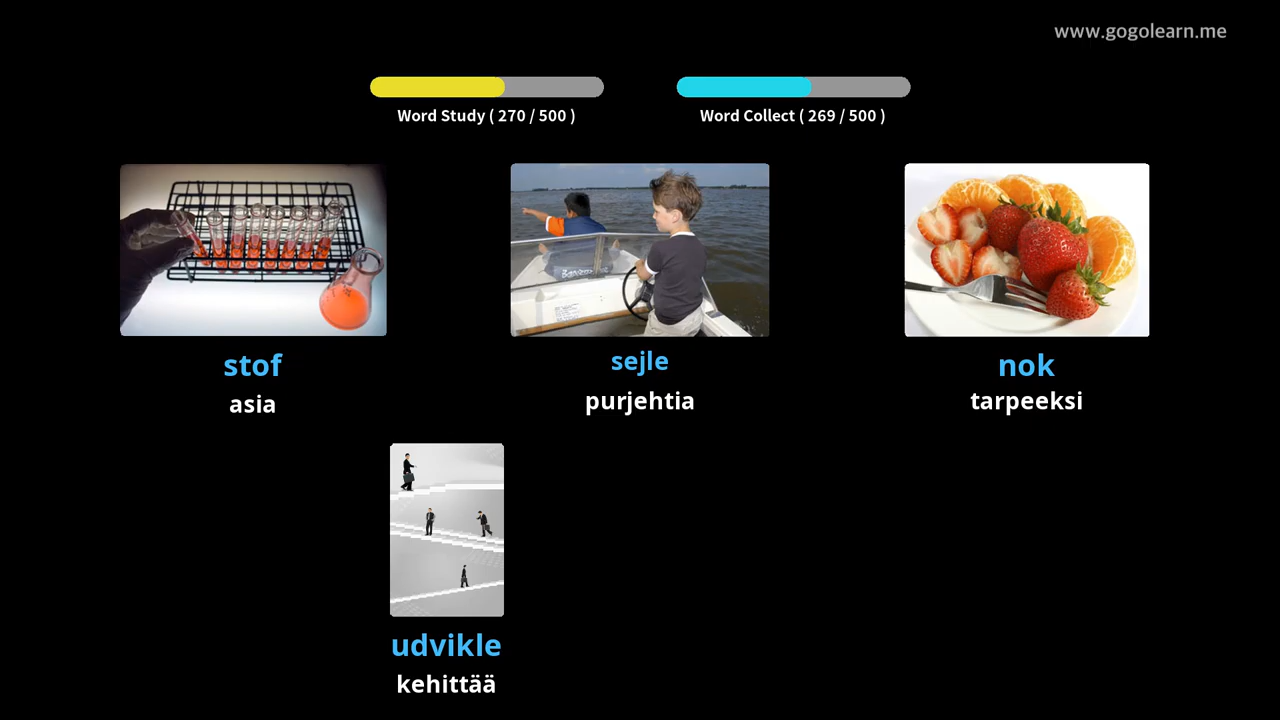 www.gogolearn.me
Word Study ( 270 / 500 )
Word Collect ( 269 / 500 )
stof
asia
sejle
purjehtia
nok
tarpeeksi
udvikle
kehittää